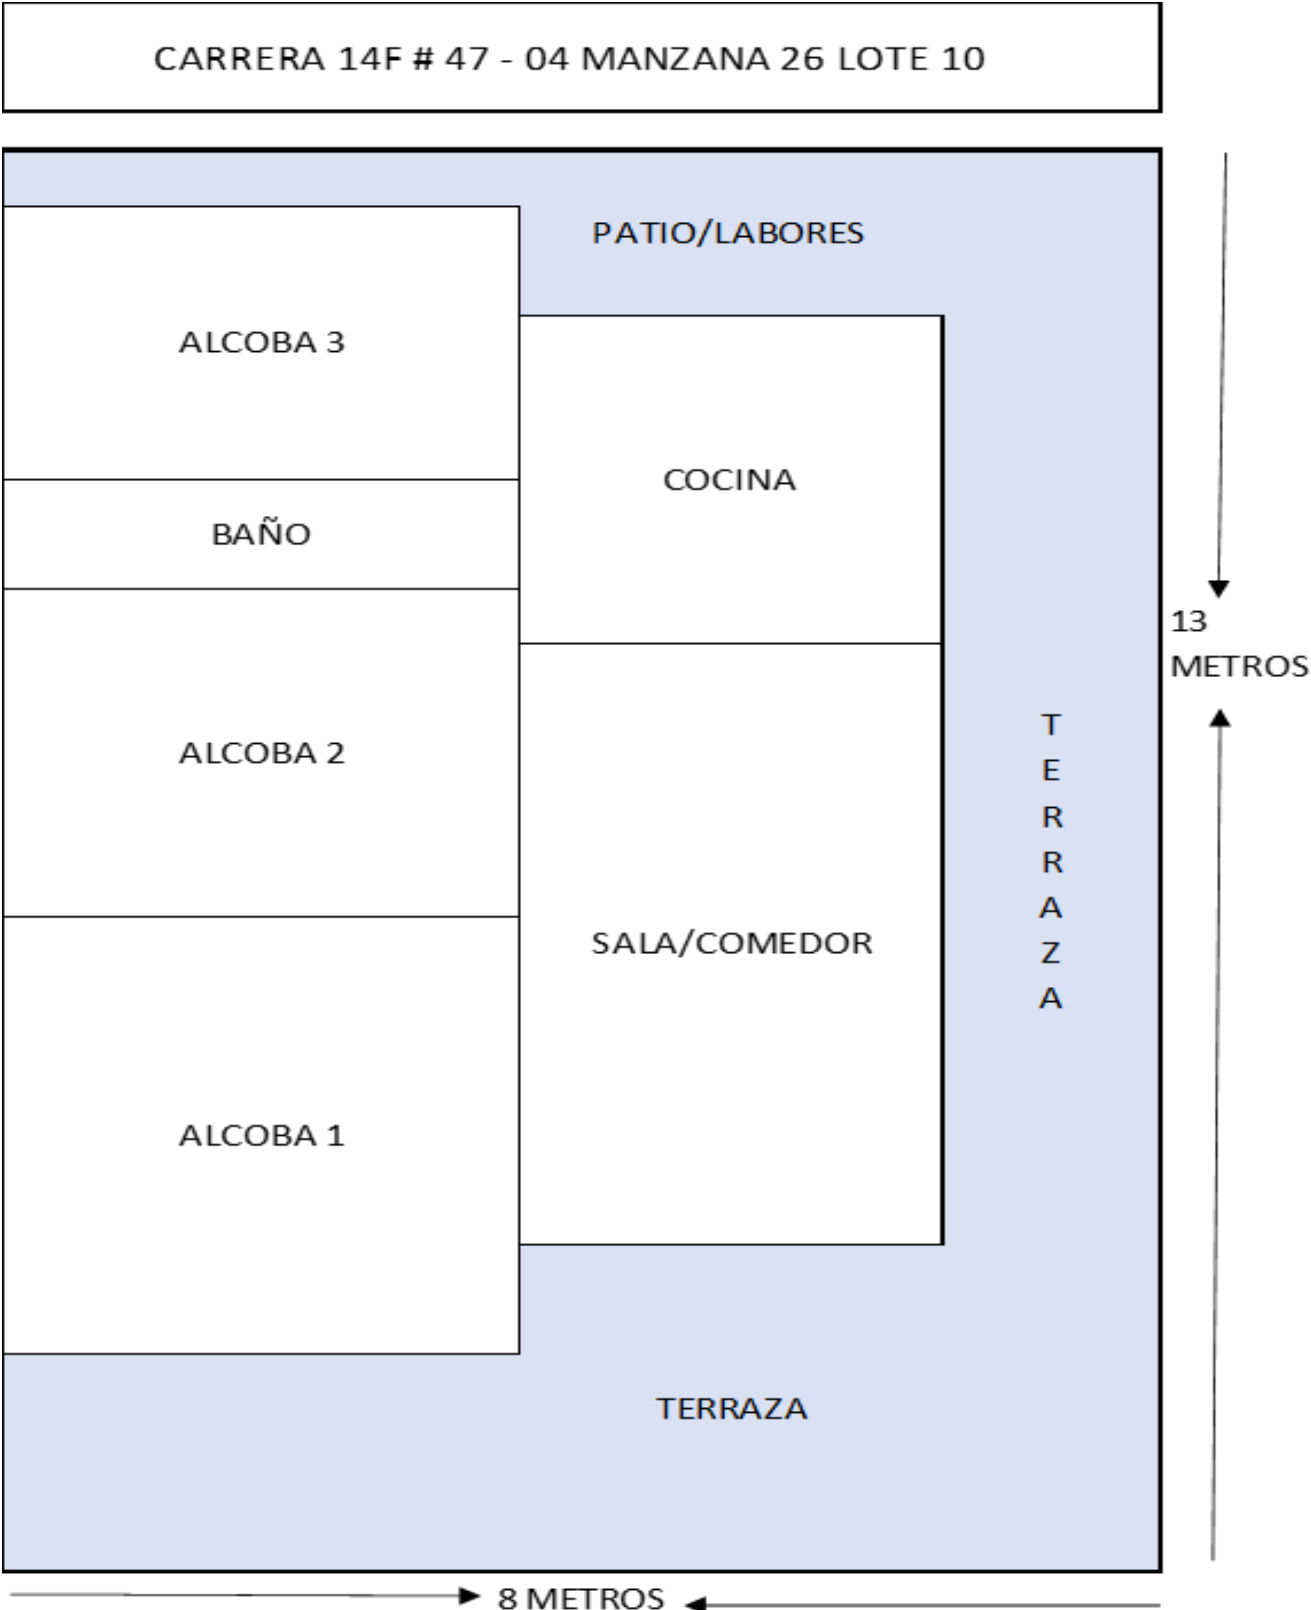 CARRERA 14F # 47 - 04 MANZANA 26 LOTE 10
PATIO/LABORES
ALCOBA 3
COCINA
BAÑO
13
METROS
ALCOBA 2
T
E
R
R
A
Z
A
SALA/COMEDOR
ALCOBA 1
TERRAZA
8 METROS